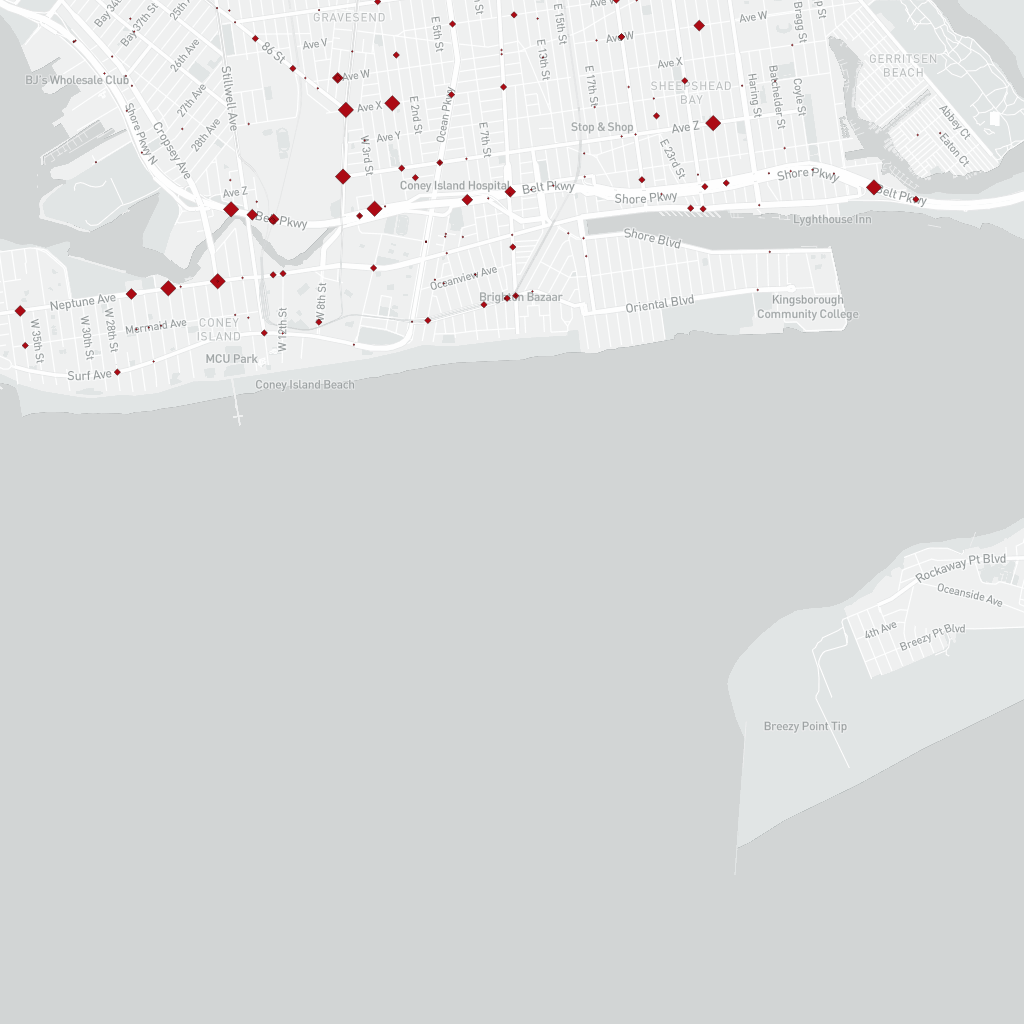 GRAVESEND
Bay 37th St
26th Ave
86 St
Ave V
E 5th St
E 13th St
E 15th St
Ave W
Ave W
BJ's Wholesale Club
Ave W
E 17th St
Ave X
GERRITSEN
BEACH
SHEEPSHEAD
BAY
Stillwell Ave
27th Ave
28th Ave
Shore Pkwy N
Cropsey Ave
Ave X
E 2nd St
Ocean Pkwy
Haring St
Batchelder St
Coyle St
Bragg St
Abbey Ct
Eaton Ct
Ave Y
W 3rd St
E 7th St
Stop & Shop
Ave Z
E 23rd St
Ave Z
Coney Island Hospital
Belt Pkwy
Shore Pkwy
Shore Pkwy
Belt Pkwy
Belt Pkwy
Lyghthouse Inn
Shore Blvd
Oceanview Ave
Brighton Bazaar
Oriental Blvd
Kingsborough
Community College
Neptune Ave
W 8th St
W 12th St
Mermaid Ave
CONEY
ISLAND
W 35th St
W 30th St
W 28th St
MCU Park
Surf Ave
Coney Island Beach
Rockaway Pt Blvd
Oceanside Ave
4th Ave
Breezy Pt Blvd
Breezy Point Tip